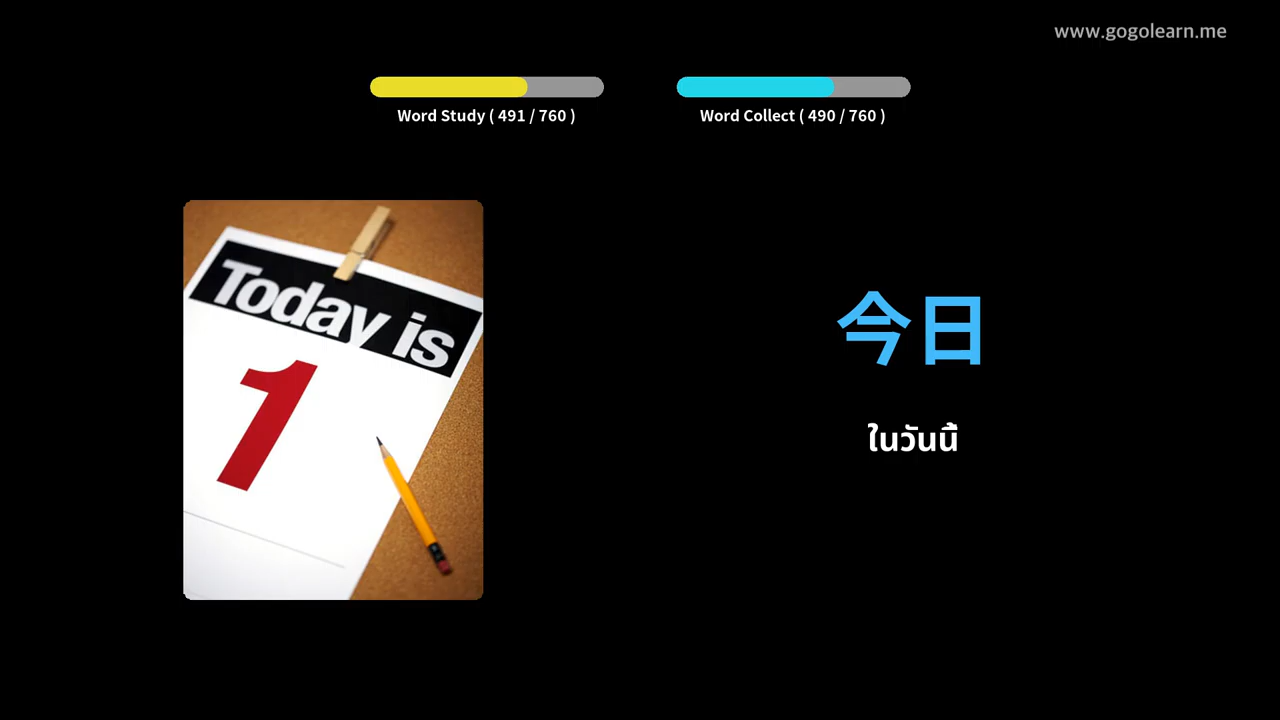 www.gogolearn.me
Word Study ( 491 / 760 )
Word Collect ( 490 / 760 )
Today is
1
今日
ในวันนี้